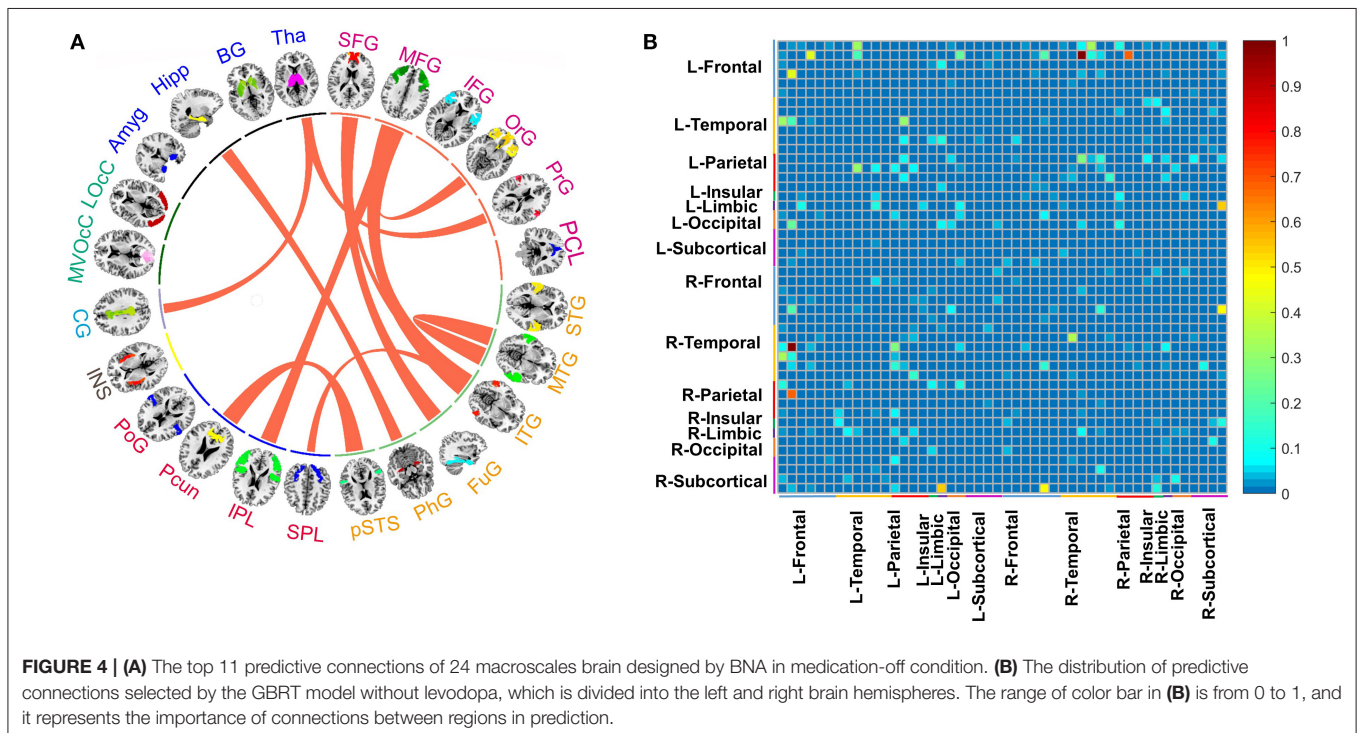 A
SFG
MFG
IFG
OrG
PrG
PCL
STG
MTG
ITG
FuG
PhG
pSTS
SPL
IPL
Pcun
PoG
INS
CG
MVOcC
LOcC
Amyg
Hipp
BG
Tha
B
L-Frontal
L-Temporal
L-Parietal
L-Insular
L-Limbic
L-Occipital
L-Subcortical
R-Frontal
R-Temporal
R-Parietal
R-Insular
R-Limbic
R-Occipital
R-Subcortical
L-Frontal
L-Temporal
L-Parietal
L-Insular
L-Limbic
L-Occipital
L-Subcortical
R-Frontal
R-Temporal
R-Parietal
R-Insular
R-Limbic
R-Occipital
R-Subcortical
1
0.9
0.8
0.7
0.6
0.5
0.4
0.3
0.2
0.1
0
FIGURE 4 | (A) The top 11 predictive connections of 24 macroscales brain designed by BNA in medication-off condition. (B) The distribution of predictive
connections selected by the GBRT model without levodopa, which is divided into the left and right brain hemispheres. The range of color bar in (B) is from 0 to 1, and
it represents the importance of connections between regions in prediction.